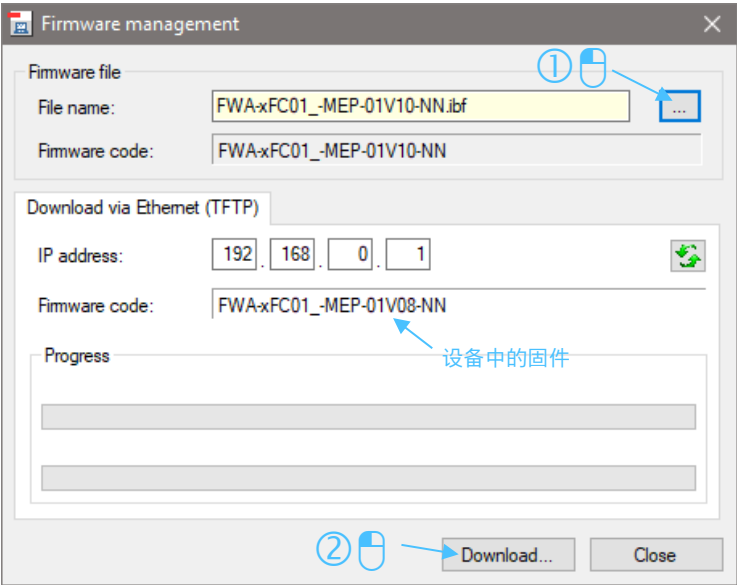 Firmware management
Firmware file
①
File name: FWA-xFC01_-MEP-01V10-NN.ibf ...
Firmware code: FWA-xFC01_-MEP-01V10-NN
Download via Ethernet (TFTP)
IP address: 192 . 168 . 0 . 1
Firmware code: FWA-xFC01_-MEP-01V08-NN
设备中的固件
Progress
② Download... Close